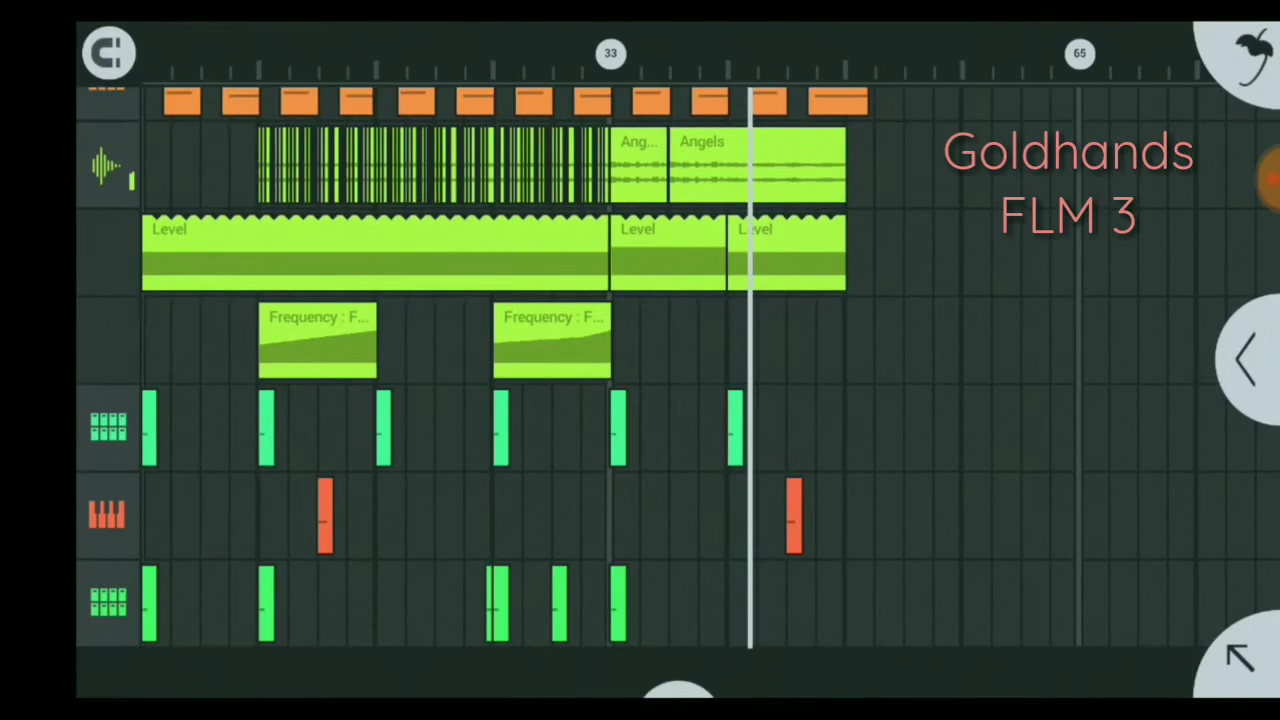 33
65
Ang...
Angels
Goldhands
FLM 3
Level
Level
Level
Frequency : F...
Frequency : F...